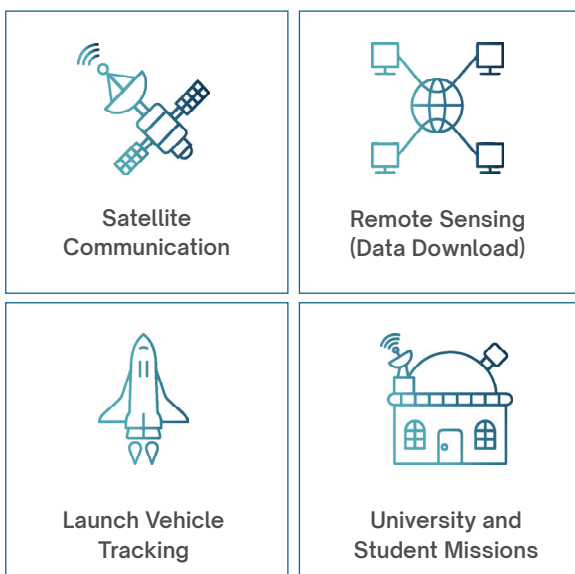 Satellite
Communication
Remote Sensing
(Data Download)
Launch Vehicle
Tracking
University and
Student Missions